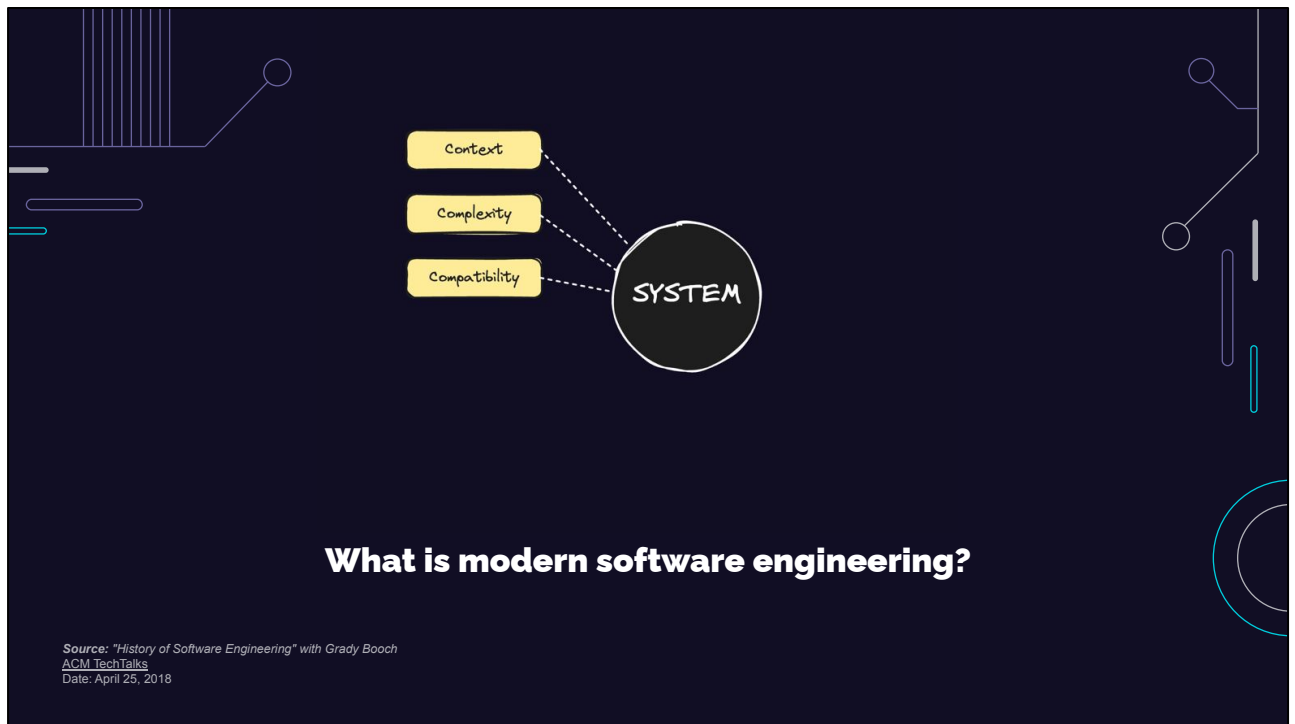 Context
Complexity
Compatibility
SYSTEM
What is modern software engineering?
Source: "History of Software Engineering" with Grady Booch
ACM TechTalks
Date: April 25, 2018